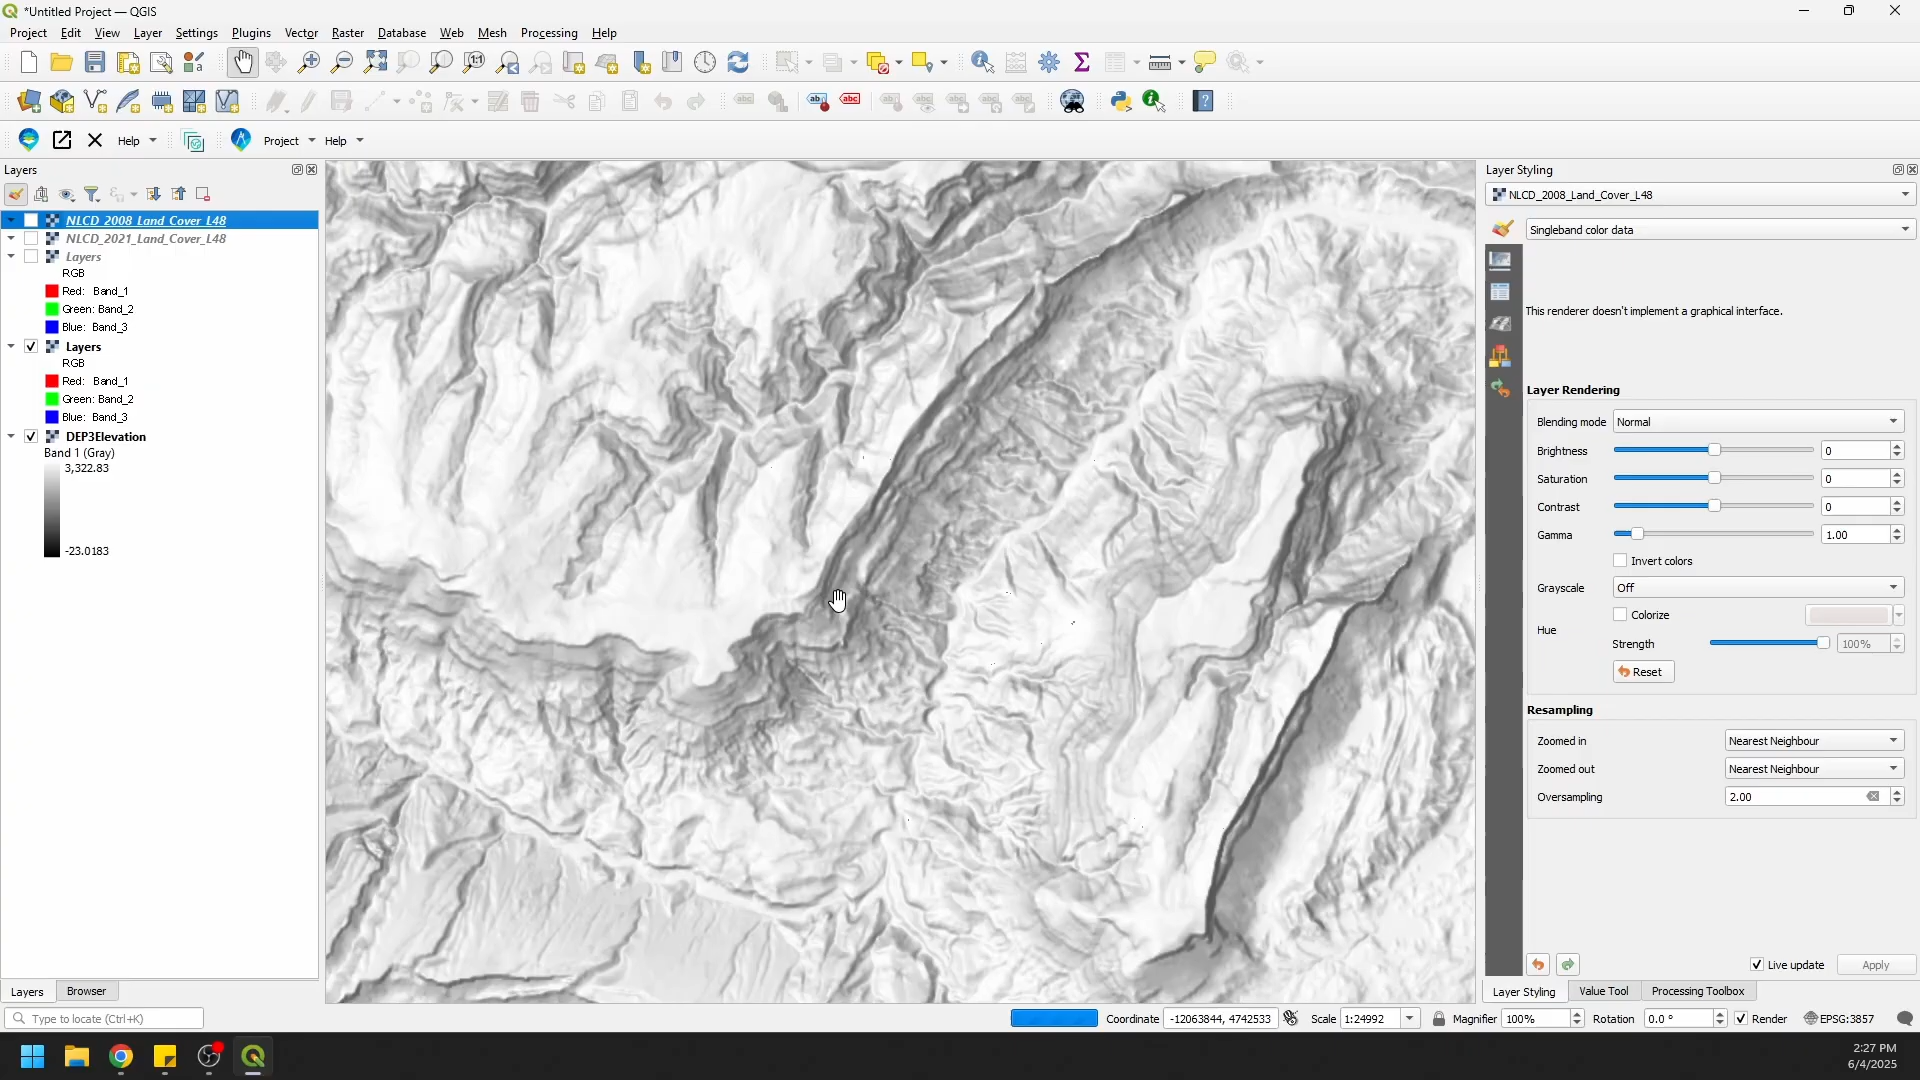 *Untitled Project — QGIS
Project Edit View Layer Settings Plugins Vector Raster Database Web Mesh Processing Help
Help Project Help
Layers
NLCD_2008_Land_Cover_L48
NLCD_2021_Land_Cover_L48
Layers
RGB
Red: Band_1
Green: Band_2
Blue: Band_3
Layers
RGB
Red: Band_1
Green: Band_2
Blue: Band_3
DEP3Elevation
Band 1 (Gray)
3,322.83
-23.0183
Layers Browser
Layer Styling
NLCD_2008_Land_Cover_L48
Singleband color data
This renderer doesn't implement a graphical interface.
Layer Rendering
Blending mode Normal
Brightness 0
Saturation 0
Contrast 0
Gamma 1.00
Invert colors
Grayscale Off
Colorize
Hue
Strength 100%
Reset
Resampling
Zoomed in Nearest Neighbour
Zoomed out Nearest Neighbour
Oversampling 2.00
Live update Apply
Layer Styling Value Tool Processing Toolbox
Type to locate (Ctrl+K) Coordinate -12063844, 4742533 Scale 1:24992 Magnifier 100% Rotation 0.0 ° Render EPSG:3857
2:27 PM
6/4/2025